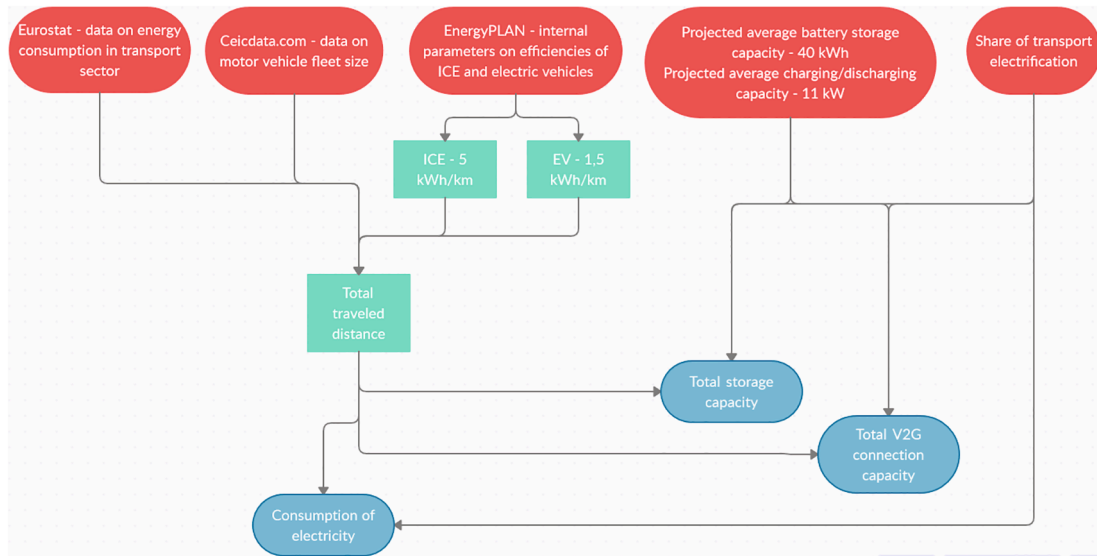 Eurostat - data on energy
consumption in transport
sector
Ceicdata.com - data on
motor vehicle fleet size
EnergyPLAN - internal
parameters on efficiencies of
ICE and electric vehicles
Projected average battery storage
capacity - 40 kWh
Projected average charging/discharging
capacity - 11 kW
Share of transport
electrification
ICE - 5
kWh/km
EV - 1,5
kWh/km
Total
traveled
distance
Total storage
capacity
Total V2G
connection
capacity
Consumption of
electricity